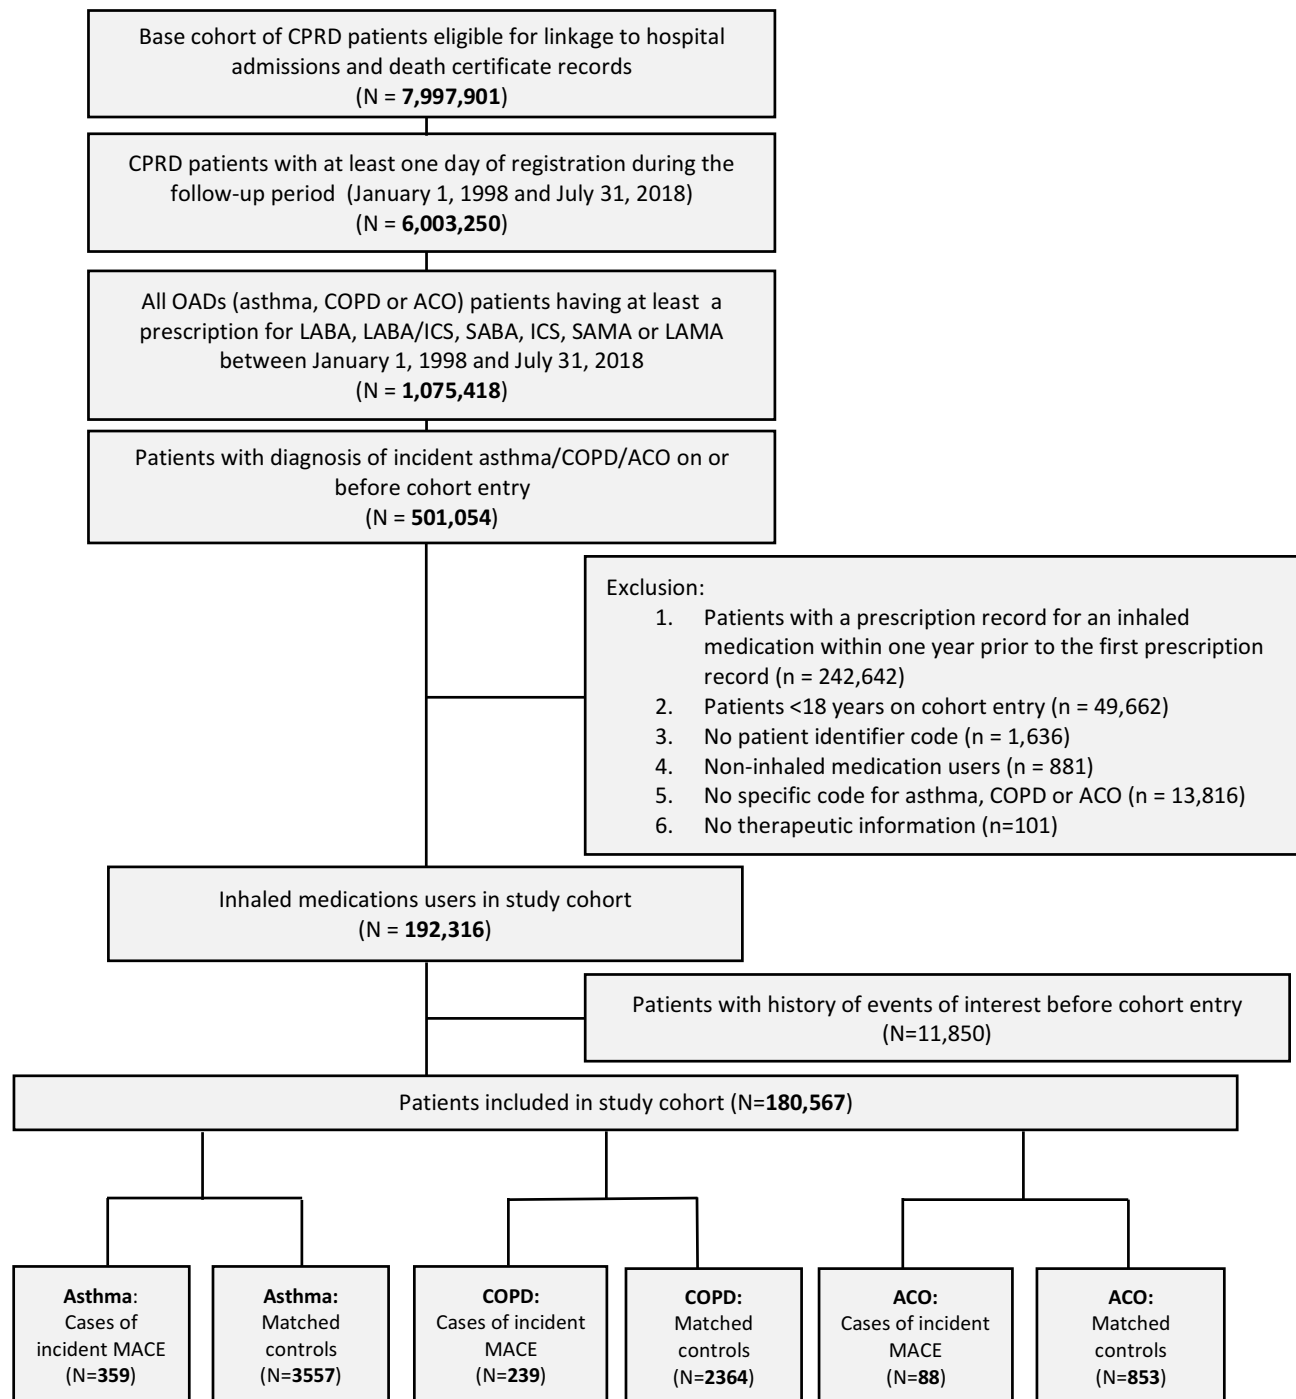 Base cohort of CPRD patients eligible for linkage to hospital
admissions and death certificate records
(N = 7,997,901)
CPRD patients with at least one day of registration during the
follow-up period (January 1, 1998 and July 31, 2018)
(N = 6,003,250)
All OADs (asthma, COPD or ACO) patients having at least a
prescription for LABA, LABA/ICS, SABA, ICS, SAMA or LAMA
between January 1, 1998 and July 31, 2018
(N = 1,075,418)
Patients with diagnosis of incident asthma/COPD/ACO on or
before cohort entry
(N = 501,054)
Exclusion:
1. Patients with a prescription record for an inhaled
medication within one year prior to the first prescription
record (n = 242,642)
2. Patients <18 years on cohort entry (n = 49,662)
3. No patient identifier code (n = 1,636)
4. Non-inhaled medication users (n = 881)
5. No specific code for asthma, COPD or ACO (n = 13,816)
6. No therapeutic information (n=101)
Inhaled medications users in study cohort
(N = 192,316)
Patients with history of events of interest before cohort entry
(N=11,850)
Patients included in study cohort (N=180,567)
Asthma:
Cases of
incident MACE
(N=359)
Asthma:
Matched
controls
(N=3557)
COPD:
Cases of incident
MACE
(N=239)
COPD:
Matched
controls
(N=2364)
ACO:
Cases of incident
MACE
(N=88)
ACO:
Matched
controls
(N=853)